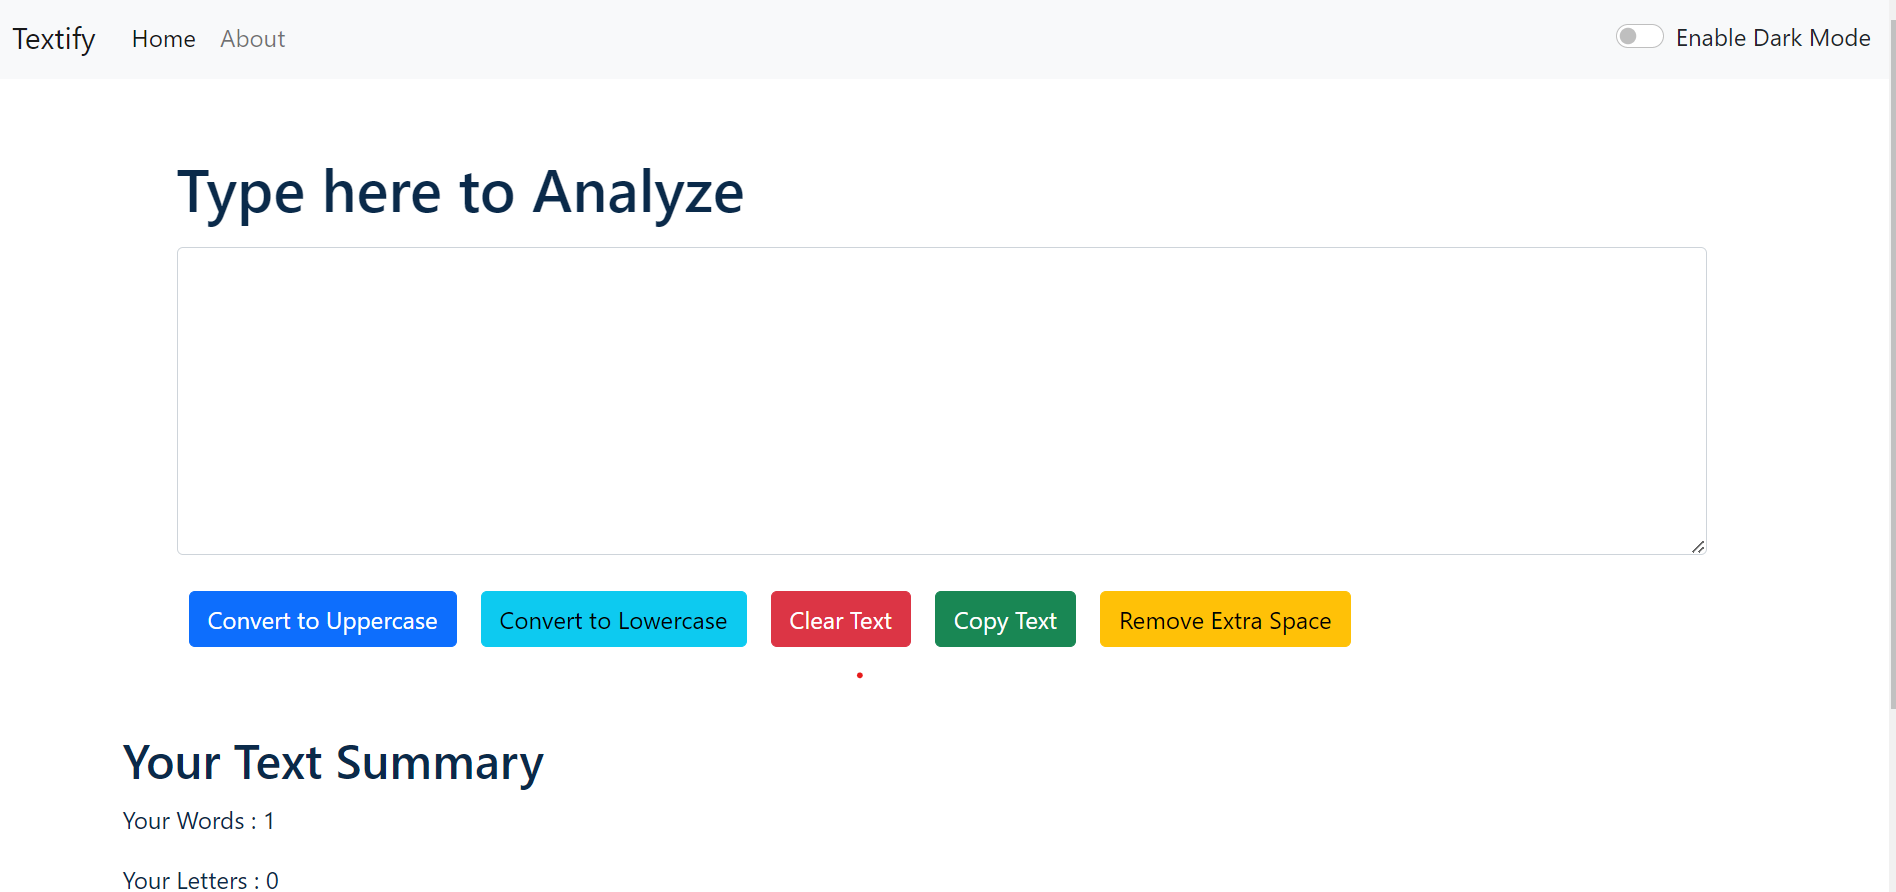 Textify Home About Enable Dark Mode
Type here to Analyze
Convert to Uppercase Convert to Lowercase Clear Text Copy Text Remove Extra Space
Your Text Summary
Your Words : 1
Your Letters : 0